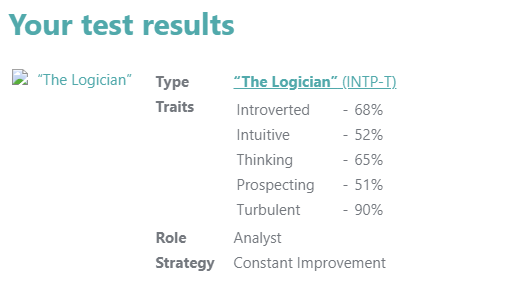 Your test results
“The Logician”
Type “The Logician” (INTP-T)
Traits
Introverted - 68%
Intuitive - 52%
Thinking - 65%
Prospecting - 51%
Turbulent - 90%
Role Analyst
Strategy Constant Improvement